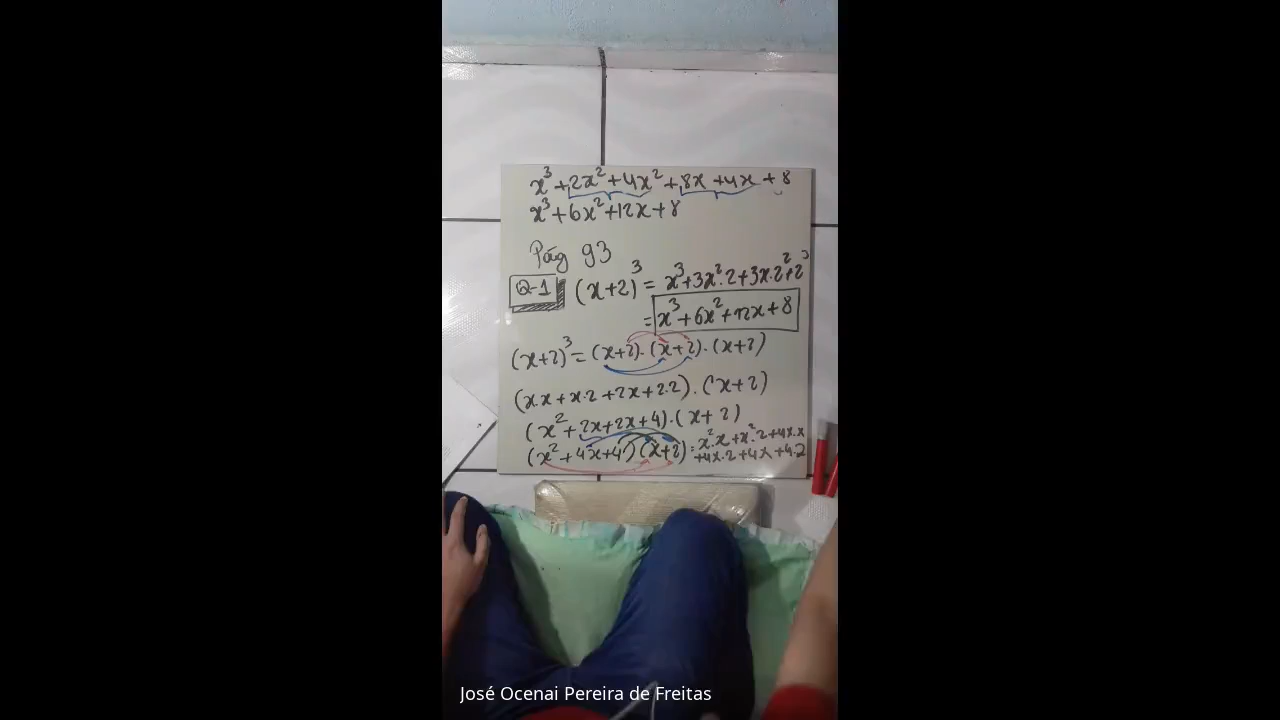 x³+2x²+4x²+8x+4x+8
x³+6x²+12x+8
Pág 93
Q-1 (x+2)³ = x³+3x².2+3x.2²+2³
= x³+6x²+12x+8
(x+2)³ = (x+2).(x+2).(x+2)
(x.x+x.2+2x+2.2).(x+2)
(x²+2x+2x+4).(x+2)
(x²+4x+4)(x+2) = x².x+x².2+4x.x
+4x.2+4x+4.2
José Ocenai Pereira de Freitas